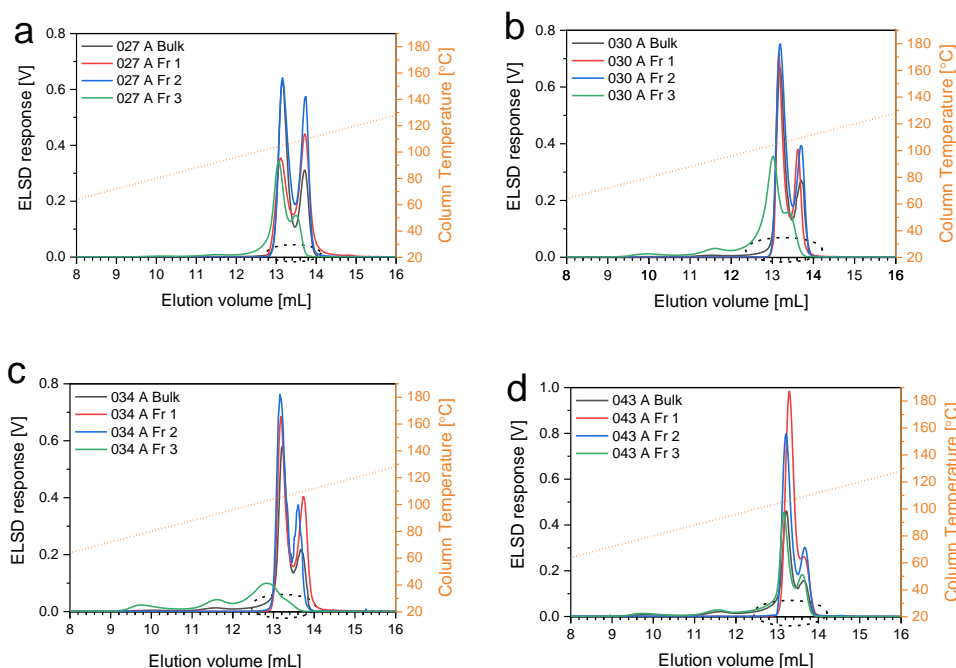 a
027 A Bulk
027 A Fr 1
027 A Fr 2
027 A Fr 3
ELSD response [V]
0.8
0.6
0.4
0.2
0.0
8 9 10 11 12 13 14 15 16
Elution volume [mL]
180
160
140
120
100
80
60
40
20
Column Temperature [°C]
b
030 A Bulk
030 A Fr 1
030 A Fr 2
030 A Fr 3
ELSD response [V]
0.8
0.6
0.4
0.2
0.0
8 9 10 11 12 13 14 15 16
Elution volume [mL]
180
160
140
120
100
80
60
40
20
Column Temperature [°C]
c
034 A Bulk
034 A Fr 1
034 A Fr 2
034 A Fr 3
ELSD response [V]
0.8
0.6
0.4
0.2
0.0
8 9 10 11 12 13 14 15 16
Elution volume [mL]
180
160
140
120
100
80
60
40
20
Column Temperature [°C]
d
043 A Bulk
043 A Fr 1
043 A Fr 2
043 A Fr 3
ELSD response [V]
1.0
0.8
0.6
0.4
0.2
0.0
8 9 10 11 12 13 14 15 16
Elution volume [mL]
180
160
140
120
100
80
60
40
20
Column Temperature [°C]